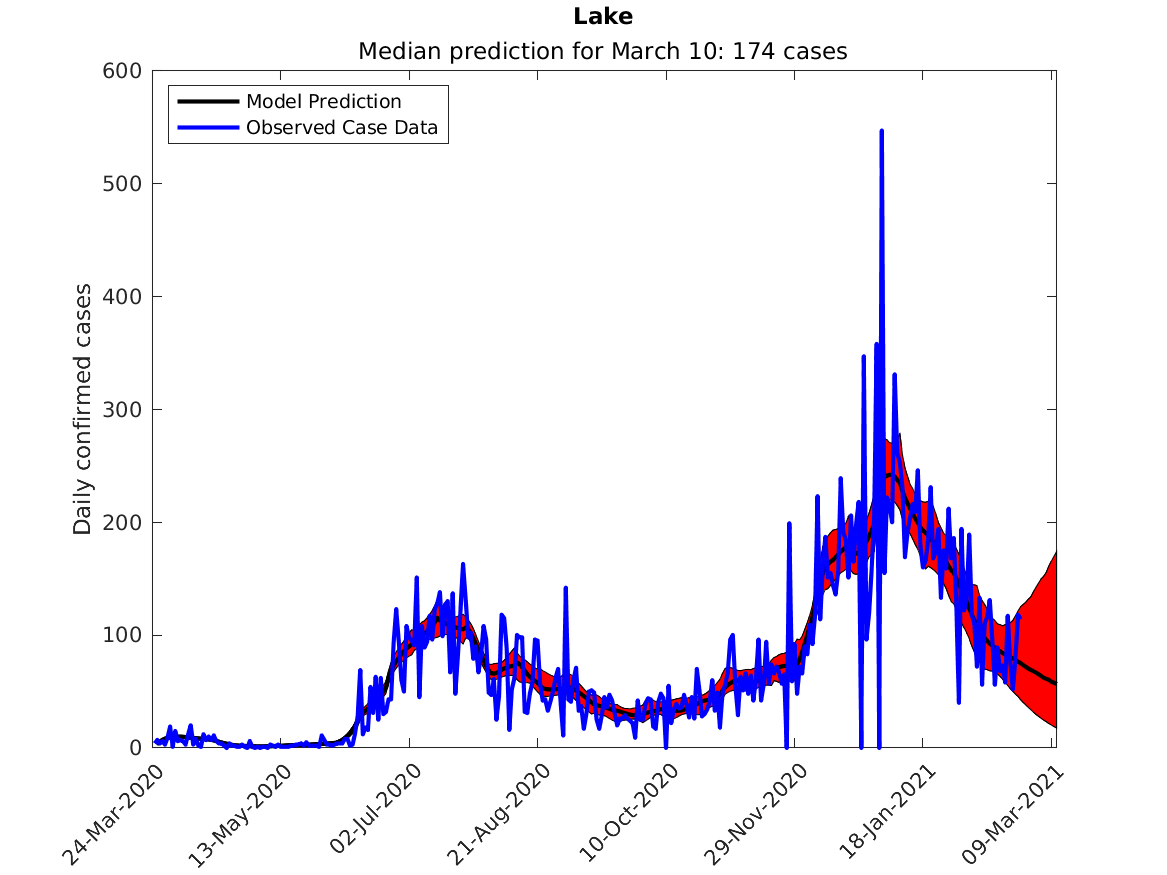 Lake
Median prediction for March 10: 174 cases
Model Prediction
Observed Case Data
Daily confirmed cases
600
500
400
300
200
100
0
24-Mar-2020
13-May-2020
02-Jul-2020
21-Aug-2020
10-Oct-2020
29-Nov-2020
18-Jan-2021
09-Mar-2021